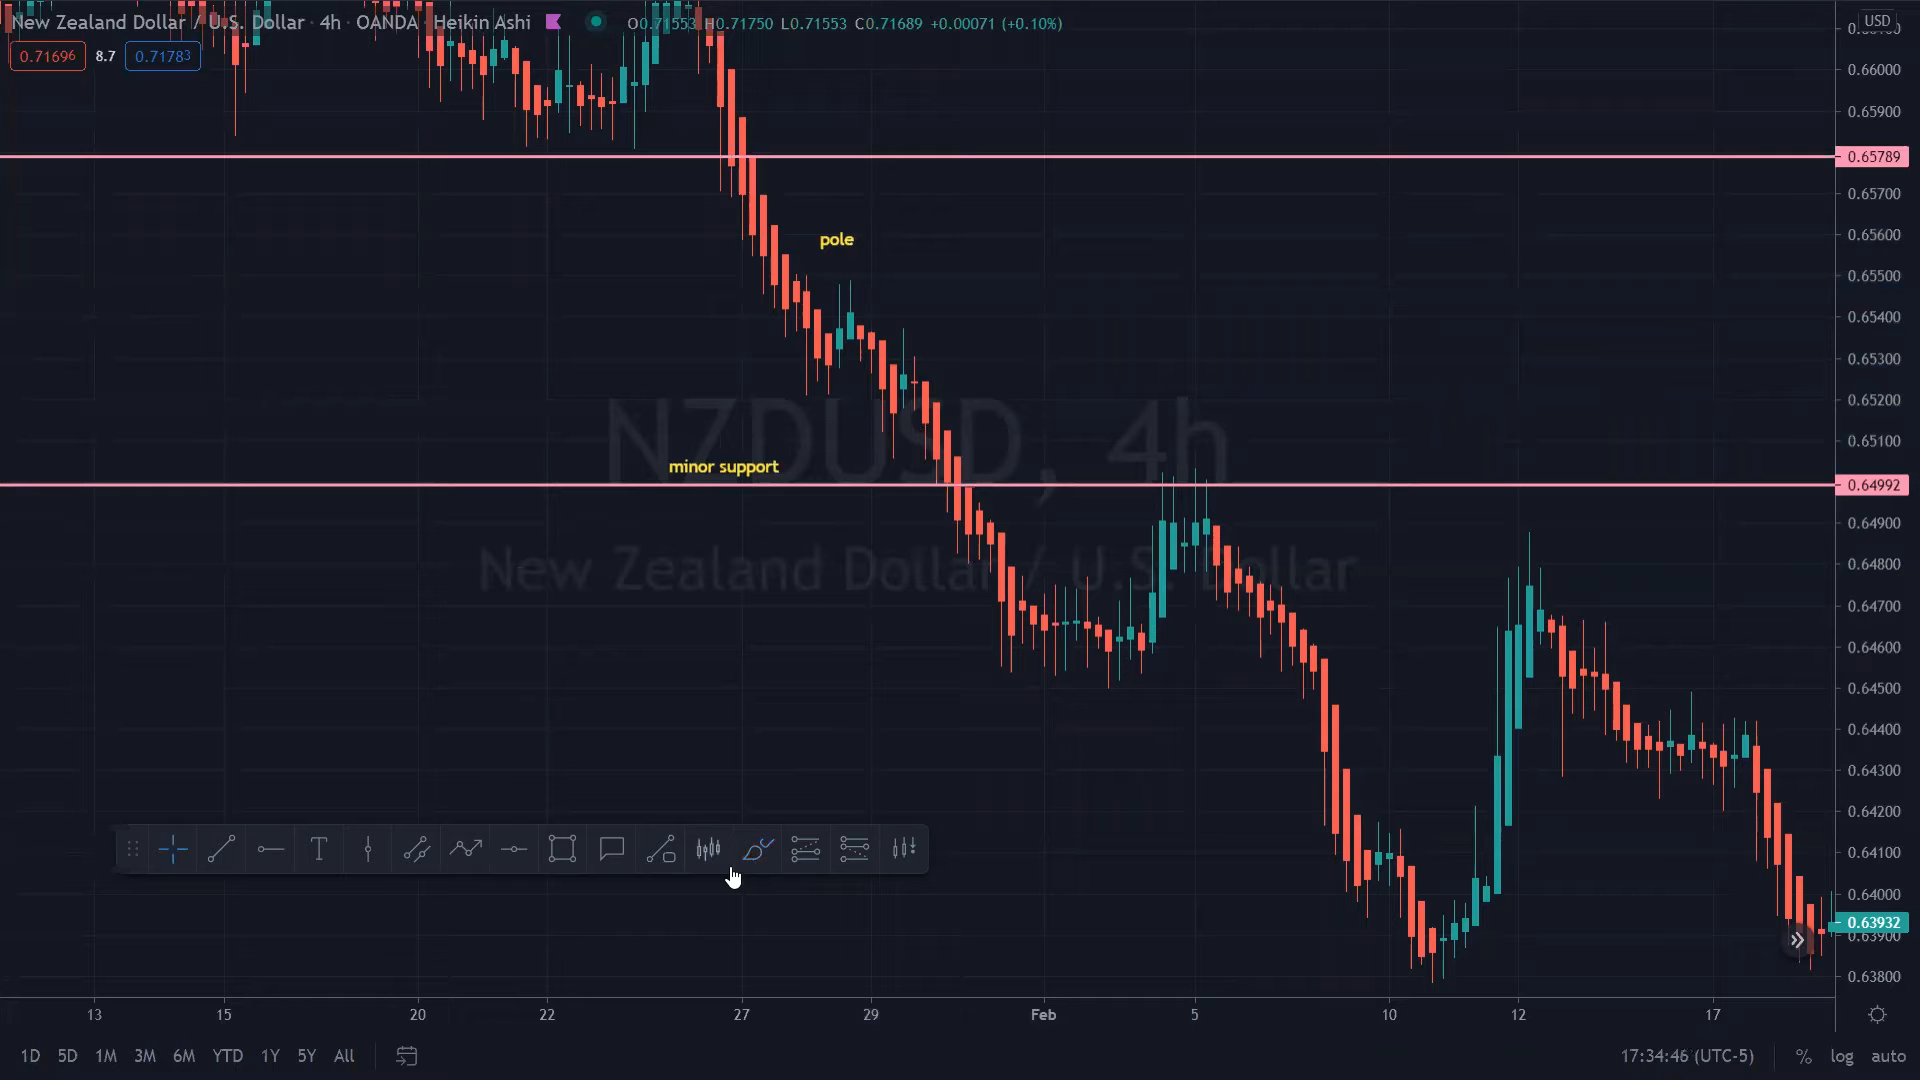 New Zealand Dollar / U.S. Dollar · 4h · OANDA Heikin Ashi O0.71553 H0.71750 L0.71553 C0.71689 +0.00071 (+0.10%) USD
0.71696 8.7 0.71783
0.66000
0.65900
0.65789
0.65700
pole 0.65600
0.65500
0.65400
0.65300
0.65200
NZDUSD, 4h
0.65100
minor support
0.64992
0.64900
New Zealand Dollar / U.S. Dollar 0.64800
0.64700
0.64600
0.64500
0.64400
0.64300
0.64200
T
0.64100
0.64000
0.63932
0.63900
0.63800
13 15 20 22 27 29 Feb 5 10 12 17
1D 5D 1M 3M 6M YTD 1Y 5Y All 17:34:46 (UTC-5) % log auto